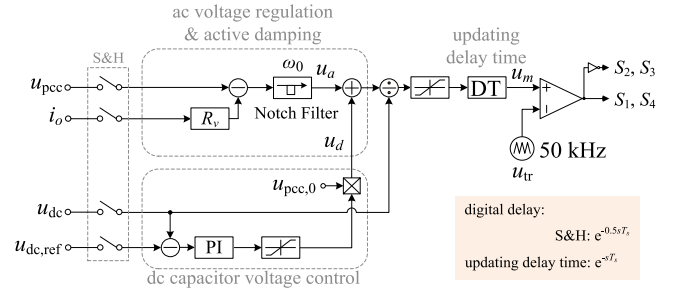 ac voltage regulation
& active damping
updating
delay time
S&H
u_pcc
i_o
R_v
ω_0
u_a
Notch Filter
DT
u_m
S_2, S_3
S_1, S_4
50 kHz
u_tr
u_d
u_pcc,0
u_dc
u_dc,ref
PI
dc capacitor voltage control
digital delay:
S&H: e^-0.5sT_s
updating delay time: e^-sT_s